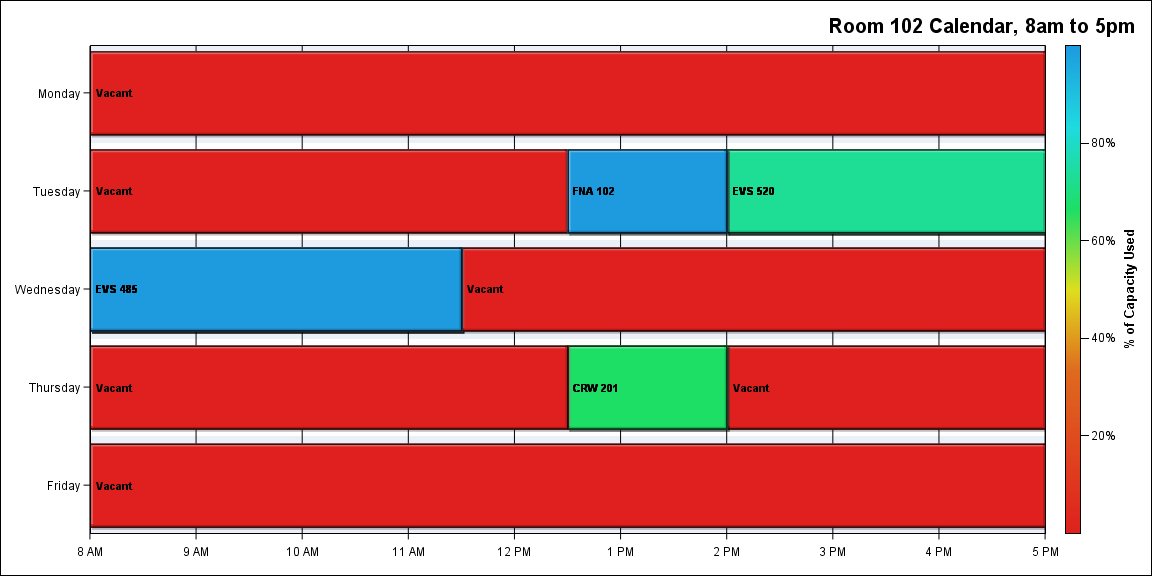 Room 102 Calendar, 8am to 5pm
Monday
Vacant
Tuesday
Vacant
FNA 102
EVS 520
Wednesday
EVS 485
Vacant
Thursday
Vacant
CRW 201
Vacant
Friday
Vacant
8 AM 9 AM 10 AM 11 AM 12 PM 1 PM 2 PM 3 PM 4 PM 5 PM
80%
60%
40%
20%
% of Capacity Used